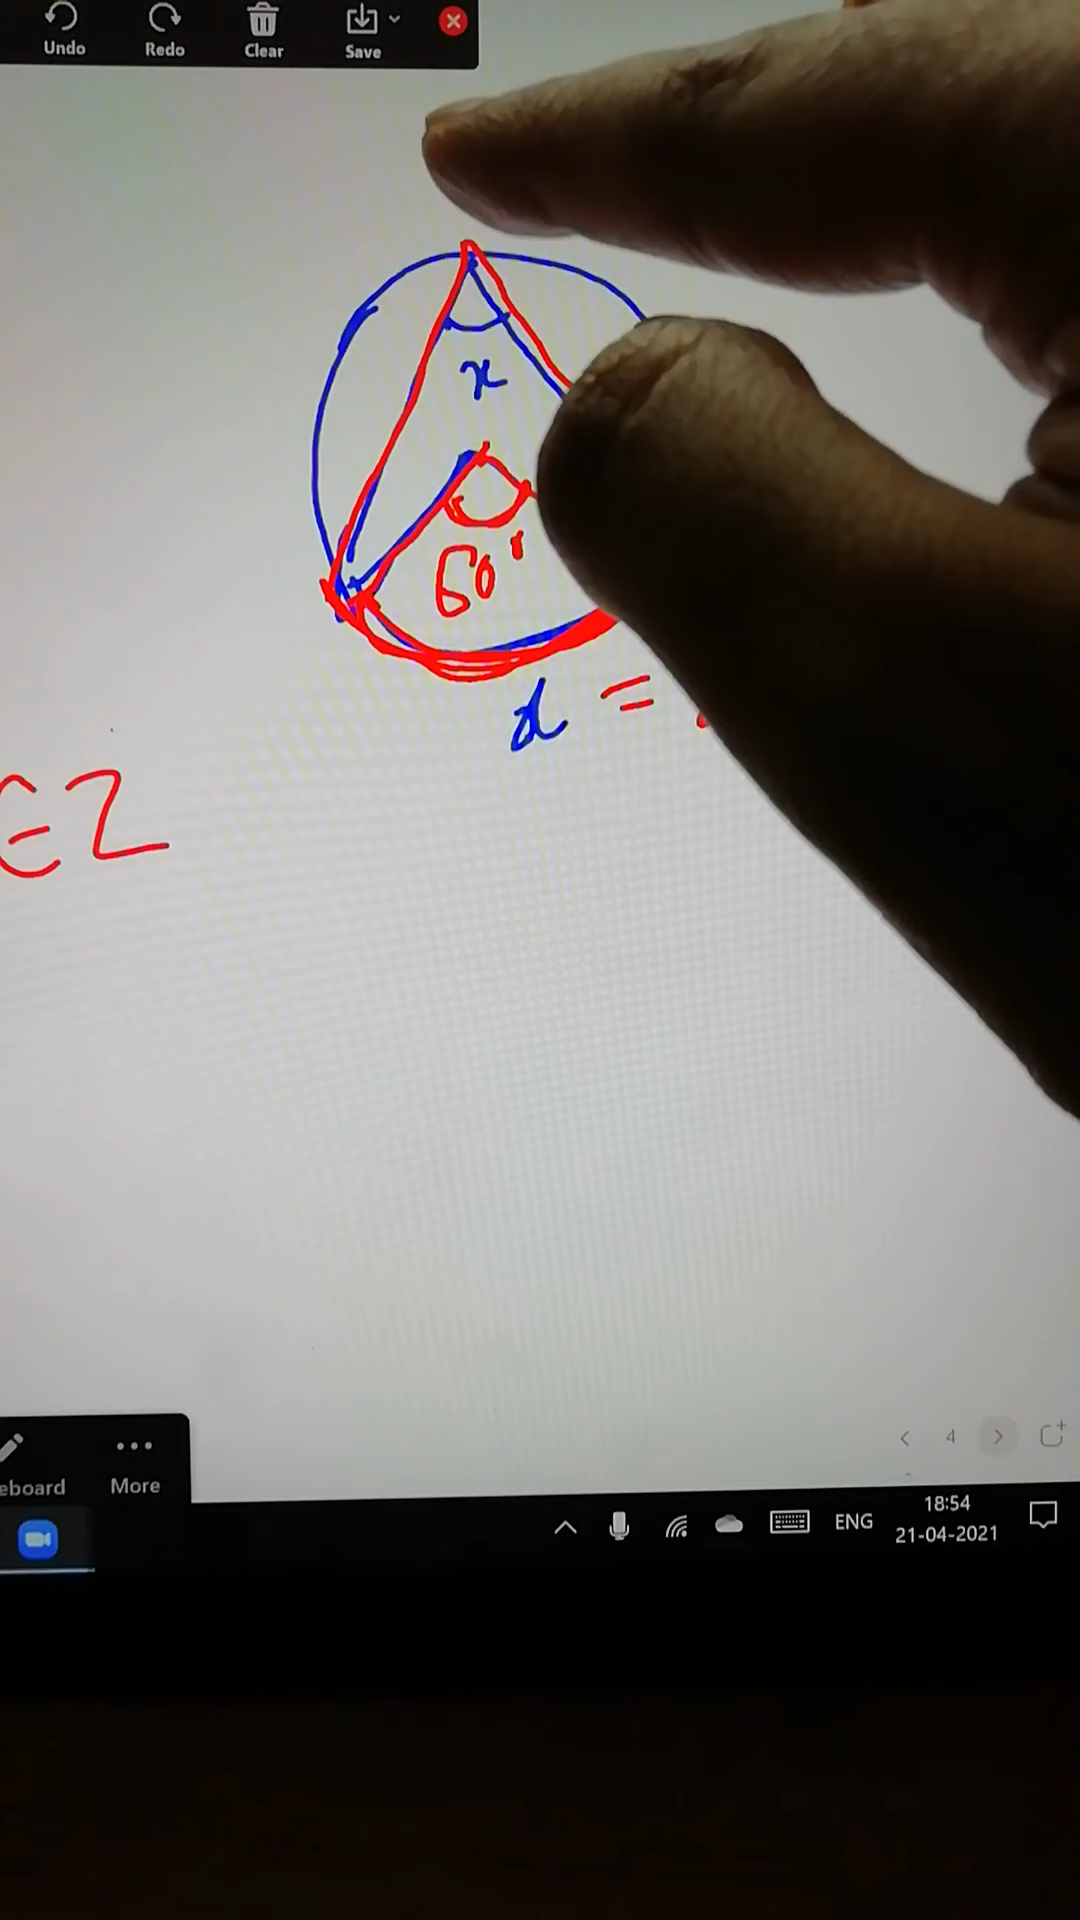 Undo Redo Clear Save
x
60°
x =
∈ Z
eboard More
4
ENG
18:54
21-04-2021